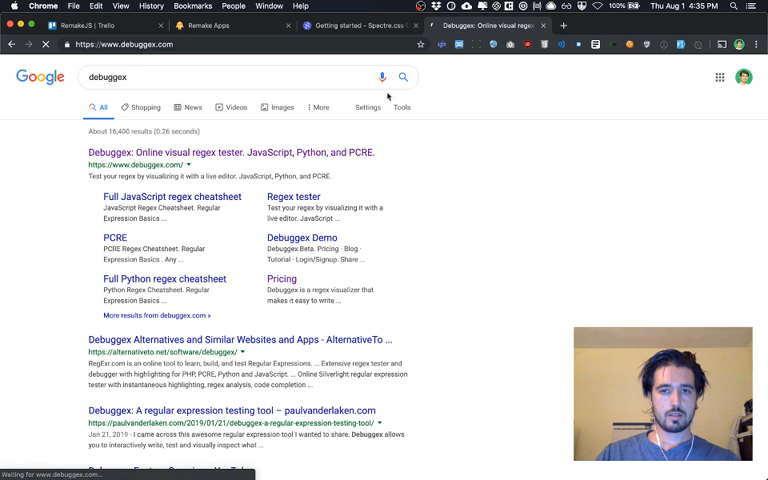 Chrome File Edit View History Bookmarks People Window Help 100% Thu Aug 1 4:35 PM
RemakeJS | Trello Remake Apps Getting started – Spectre.css Debuggex: Online visual regex
https://www.debuggex.com
Google debuggex
All Shopping News Videos Images More Settings Tools
About 16,400 results (0.26 seconds)
Debuggex: Online visual regex tester. JavaScript, Python, and PCRE.
https://www.debuggex.com/
Test your regex by visualizing it with a live editor. JavaScript, Python, and PCRE.
Full JavaScript regex cheatsheet
JavaScript Regex Cheatsheet. Regular
Expression Basics ...
Regex tester
Test your regex by visualizing it with a
live editor. JavaScript ...
PCRE
PCRE Regex Cheatsheet. Regular
Expression Basics . Any ...
Debuggex Demo
Debuggex Beta. Pricing · Blog ·
Tutorial · Login/Signup. Share ...
Full Python regex cheatsheet
Python Regex Cheatsheet. Regular
Expression Basics ...
Pricing
Debuggex is a regex visualizer that
makes it easy to write ...
More results from debuggex.com »
Debuggex Alternatives and Similar Websites and Apps - AlternativeTo ...
https://alternativeto.net/software/debuggex/
RegExr.com is an online tool to learn, build, and test Regular Expressions. ... Extensive regex tester and
debugger with highlighting for PHP, PCRE, Python and JavaScript. ... Online Silverlight regular expression
tester with instantaneous highlighting, regex analysis, code completion ...
Debuggex: A regular expression testing tool – paulvanderlaken.com
https://paulvanderlaken.com/2019/01/21/debuggex-a-regular-expression-testing-tool/
Jan 21, 2019 - I came across this awesome regular expression tool I wanted to share. Debuggex allows
you to interactively write, test and visually inspect what ...
Waiting for www.debuggex.com...